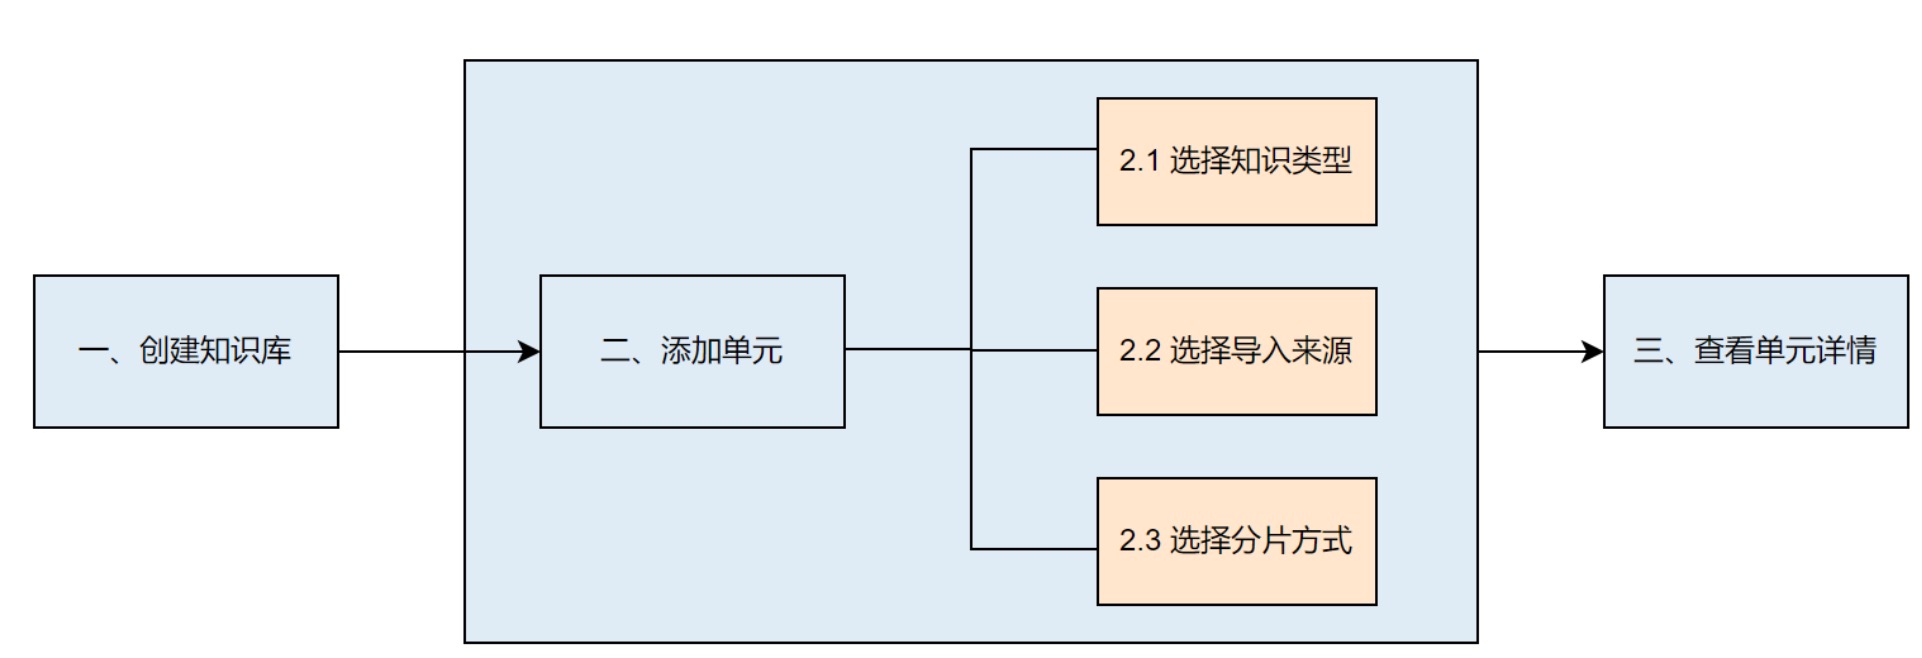 一、创建知识库
二、添加单元
2.1 选择知识类型
2.2 选择导入来源
2.3 选择分片方式
三、查看单元详情